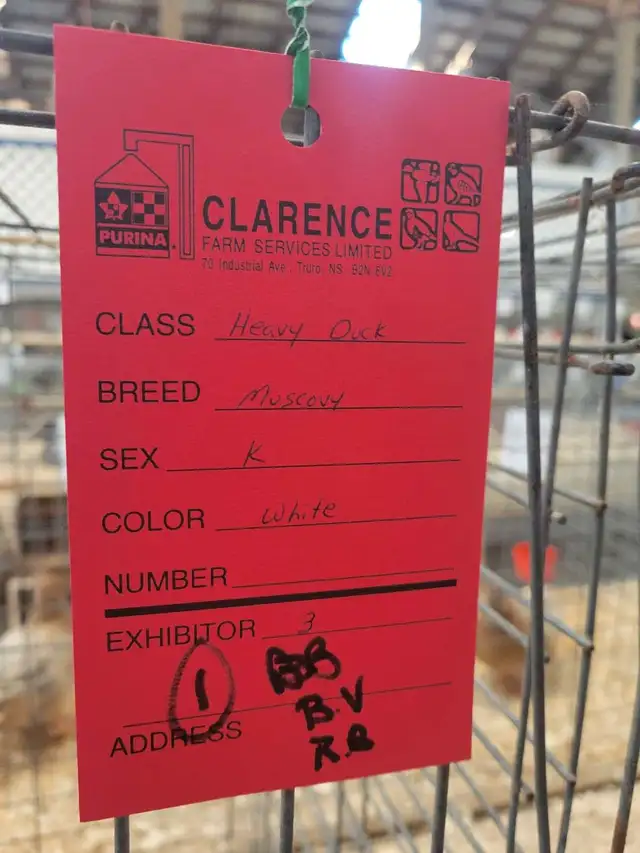 PURINA
CLARENCE
FARM SERVICES LIMITED
70 Industrial Ave., Truro, NS B2N 6V2
CLASS Heavy Duck
BREED Muscovy
SEX K
COLOR White
NUMBER
EXHIBITOR 3
1 BB
B.V
R.B
ADDRESS